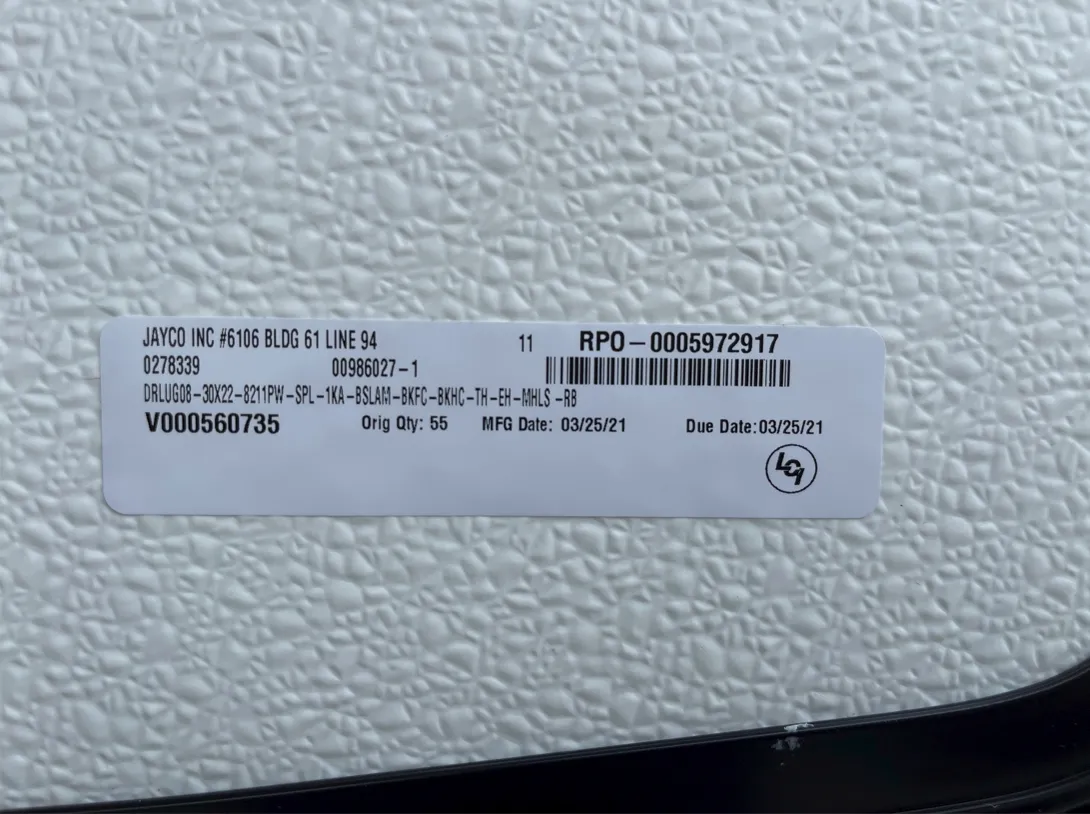 JAYCO INC #6106 BLDG 61 LINE 94 11 RPO-0005972917
0278339 00986027-1
DRLUG08-30X22-8211PW-SPL-1KA-BSLAM-BKFC-BKHC-TH-EH-MHLS -RB
V000560735 Orig Qty: 55 MFG Date: 03/25/21 Due Date:03/25/21
LCI